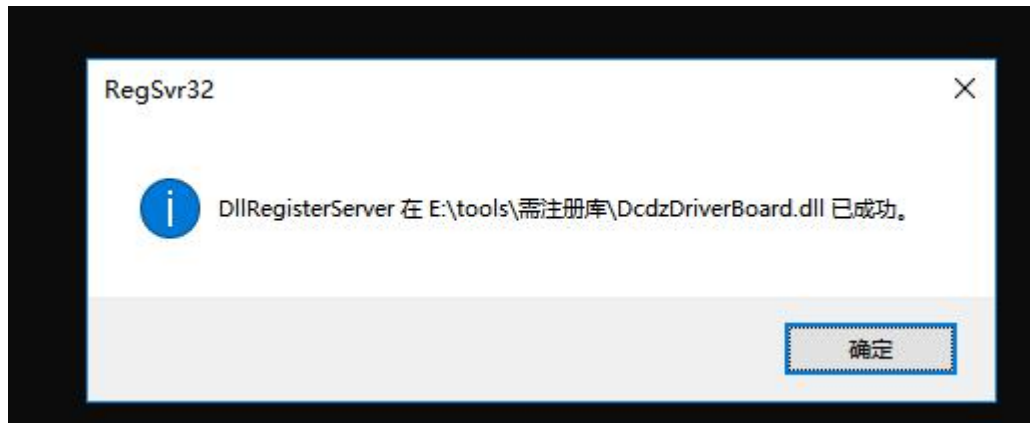 RegSvr32
DllRegisterServer 在 E:\tools\需注册库\DcdzDriverBoard.dll 已成功。
确定